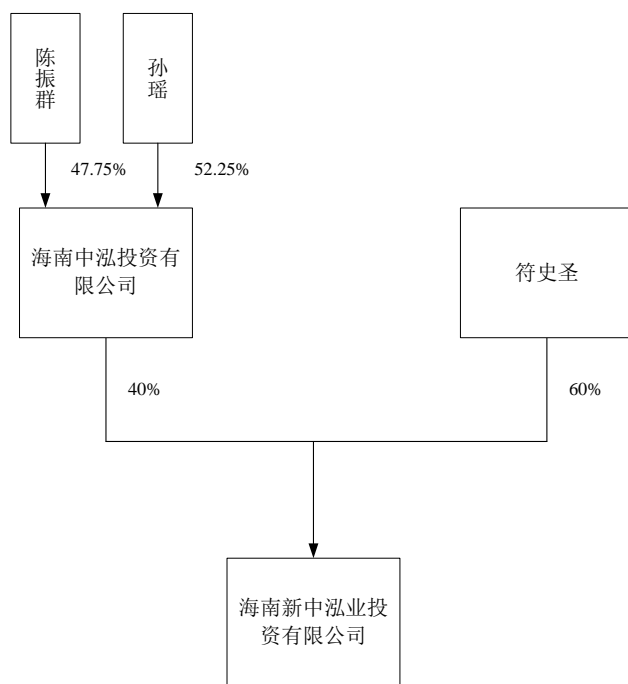 陈振群
孙瑶
47.75%
52.25%
海南中泓投资有
限公司
符史圣
40%
60%
海南新中泓业投
资有限公司